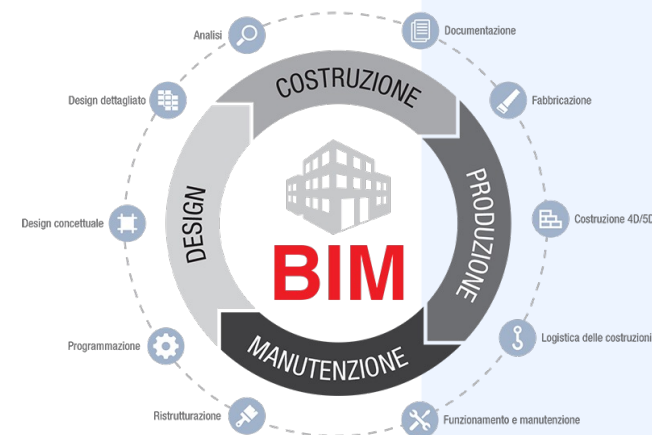 Analisi
Documentazione
Design dettagliato
COSTRUZIONE
Fabbricazione
Design concettuale
DESIGN
BIM
PRODUZIONE
Costruzione 4D/5D
Programmazione
MANUTENZIONE
Logistica delle costruzioni
Ristrutturazione
Funzionamento e manutenzione